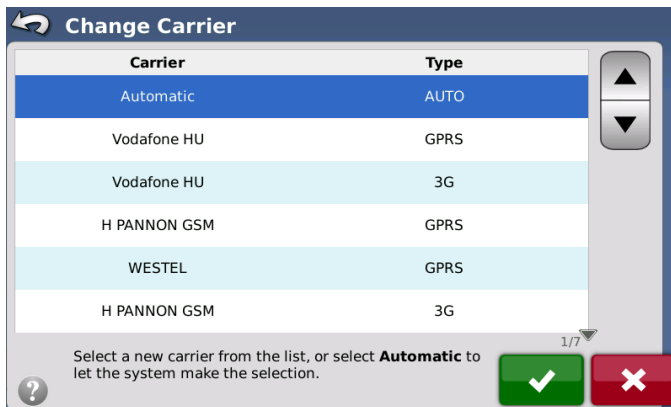 Change Carrier
Carrier Type
Automatic AUTO
Vodafone HU GPRS
Vodafone HU 3G
H PANNON GSM GPRS
WESTEL GPRS
H PANNON GSM 3G
1/7
Select a new carrier from the list, or select Automatic to
let the system make the selection.
?